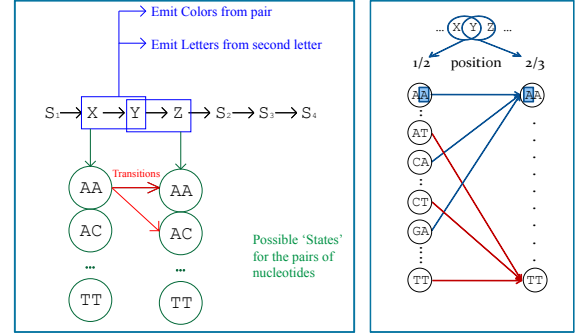 Emit Colors from pair
Emit Letters from second letter
S₁ X Y Z S₂ S₃ S₄
Transitions
AA AA
AC AC
... ...
TT TT
Possible ‘States’
for the pairs of
nucleotides
... X Y Z ...
1/2 position 2/3
AA AA
AT
CA
CT
GA
TT TT